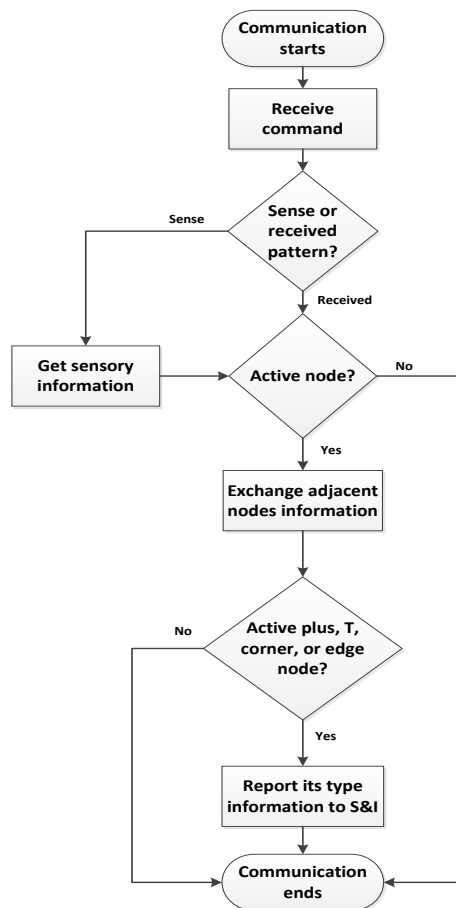 Communication
starts
Receive
command
Sense or
received
pattern?
Sense
Received
Get sensory
information
Active node?
No
Yes
Exchange adjacent
nodes information
Active plus, T,
corner, or edge
node?
No
Yes
Report its type
information to S&I
Communication
ends